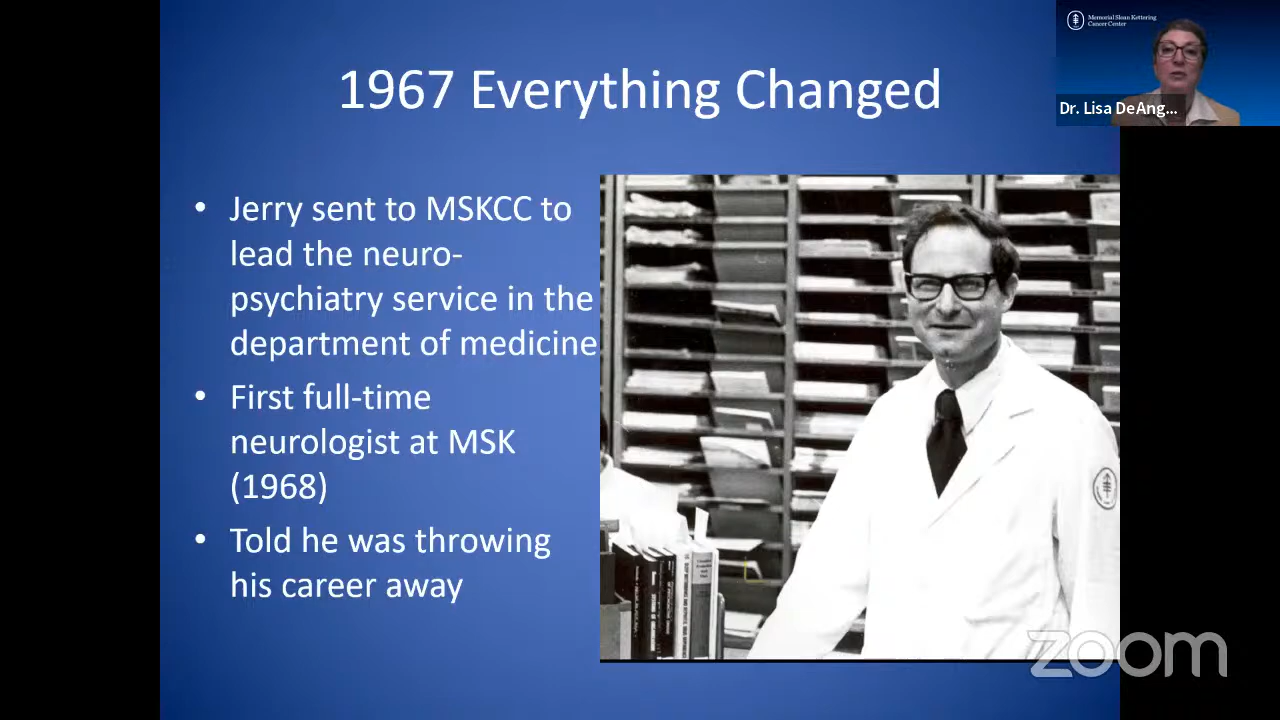 1967 Everything Changed
Memorial Sloan Kettering
Cancer Center
Dr. Lisa DeAng...
• Jerry sent to MSKCC to
lead the neuro-
psychiatry service in the
department of medicine
• First full-time
neurologist at MSK
(1968)
• Told he was throwing
his career away
zoom